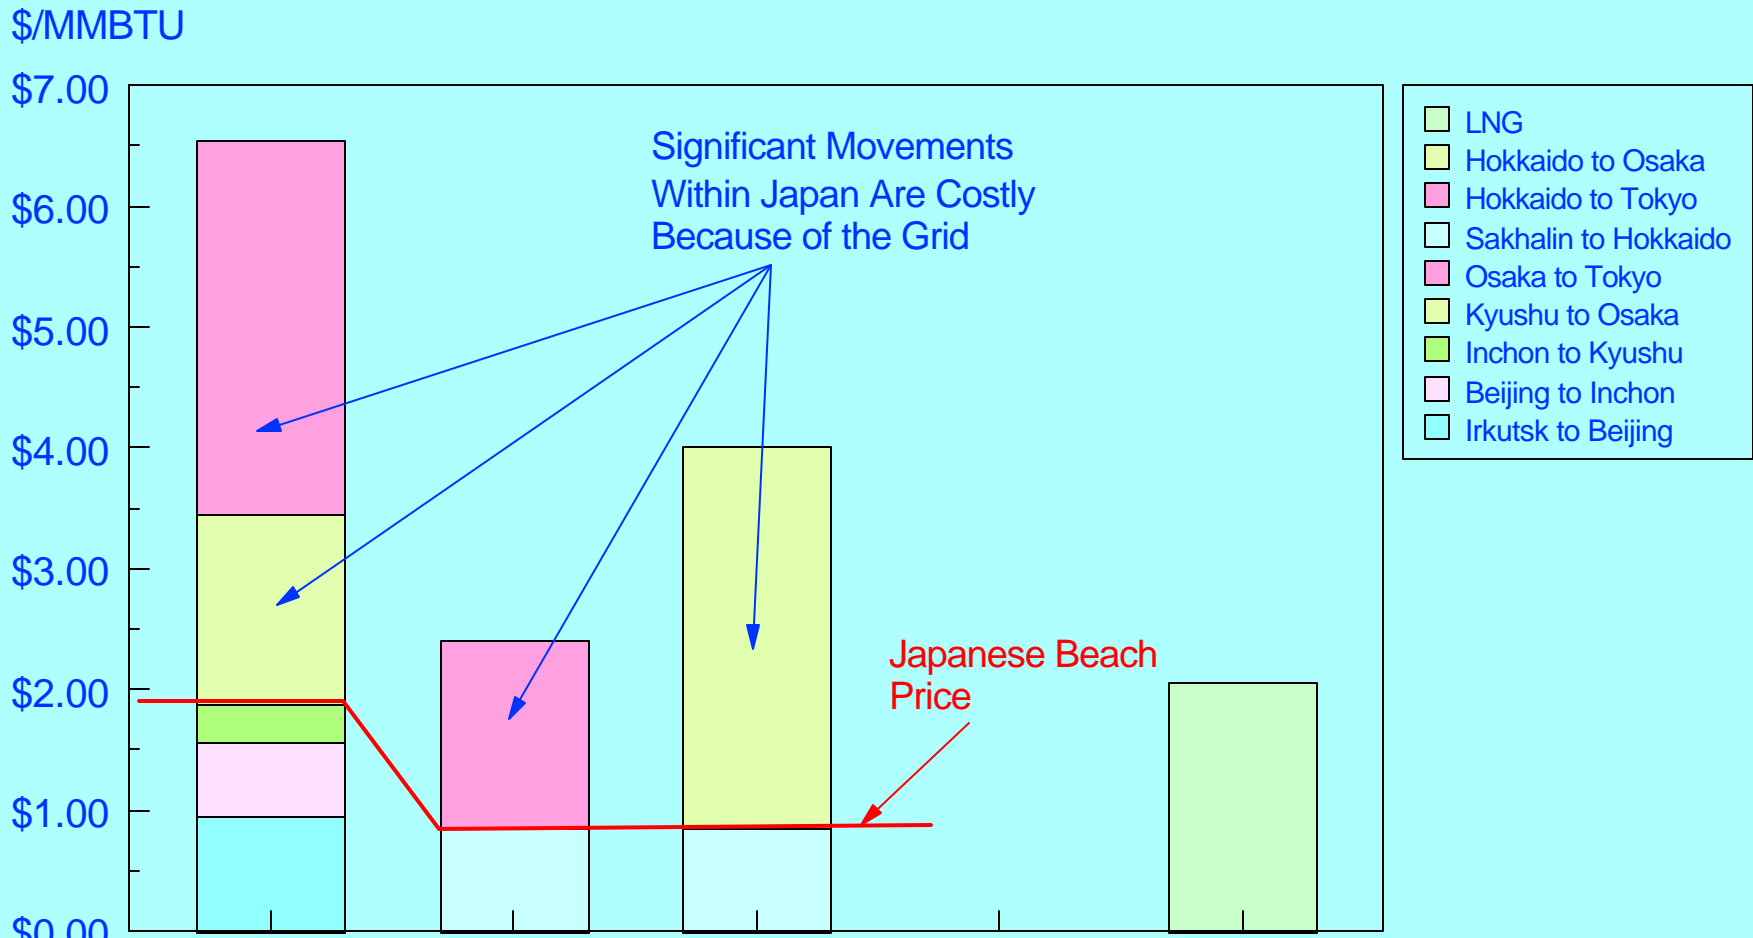 $/MMBTU
$7.00
$6.00
$5.00
$4.00
$3.00
$2.00
$1.00
$0.00
Significant Movements
Within Japan Are Costly
Because of the Grid
Japanese Beach
Price
LNG
Hokkaido to Osaka
Hokkaido to Tokyo
Sakhalin to Hokkaido
Osaka to Tokyo
Kyushu to Osaka
Inchon to Kyushu
Beijing to Inchon
Irkutsk to Beijing